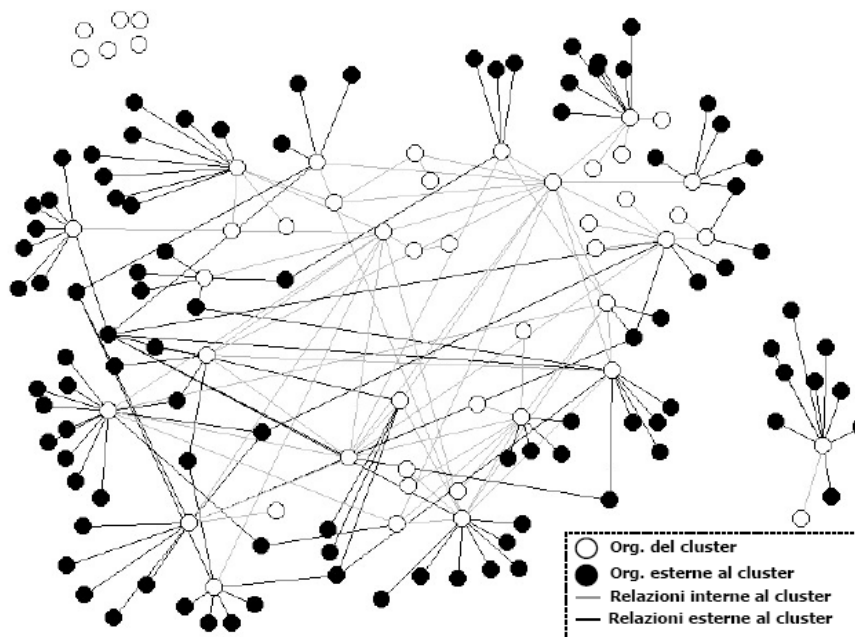 Org. del cluster
Org. esterne al cluster
Relazioni interne al cluster
Relazioni esterne al cluster